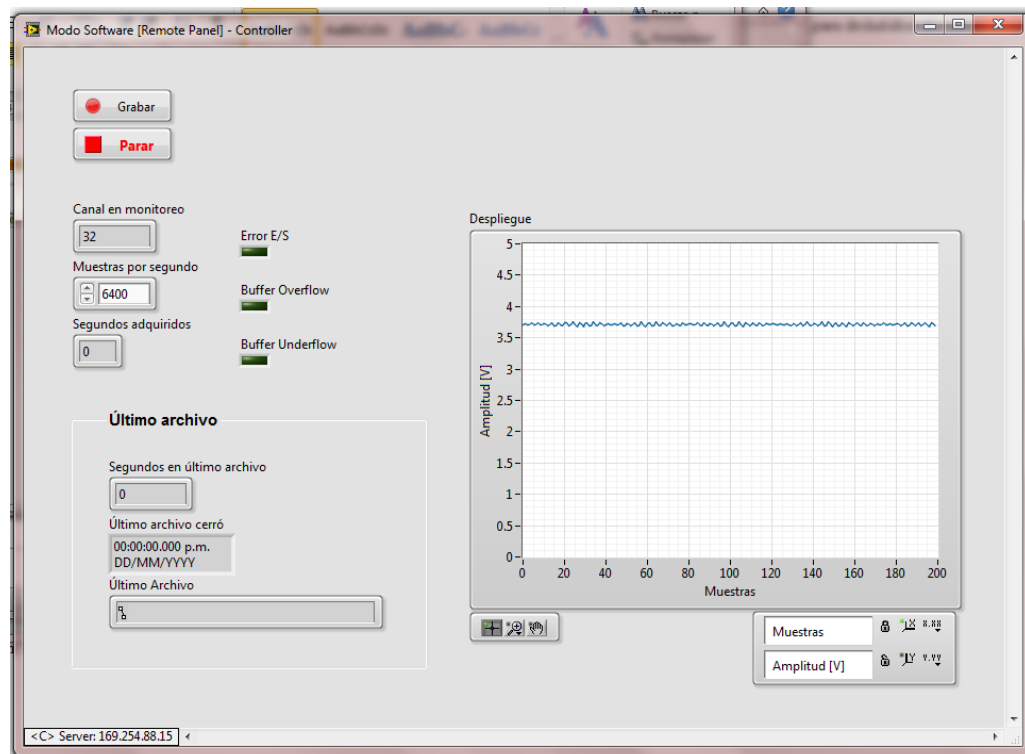 Modo Software [Remote Panel] - Controller
Grabar
Parar
Canal en monitoreo
32
Error E/S
Muestras por segundo
6400
Buffer Overflow
Segundos adquiridos
0
Buffer Underflow
Último archivo
Segundos en último archivo
0
Último archivo cerró
00:00:00.000 p.m.
DD/MM/YYYY
Último Archivo
Despliegue
Amplitud [V]
5
4.5
4
3.5
3
2.5
2
1.5
1
0.5
0
0 20 40 60 80 100 120 140 160 180 200
Muestras
Muestras
Amplitud [V]
<C> Server: 169.254.88.15